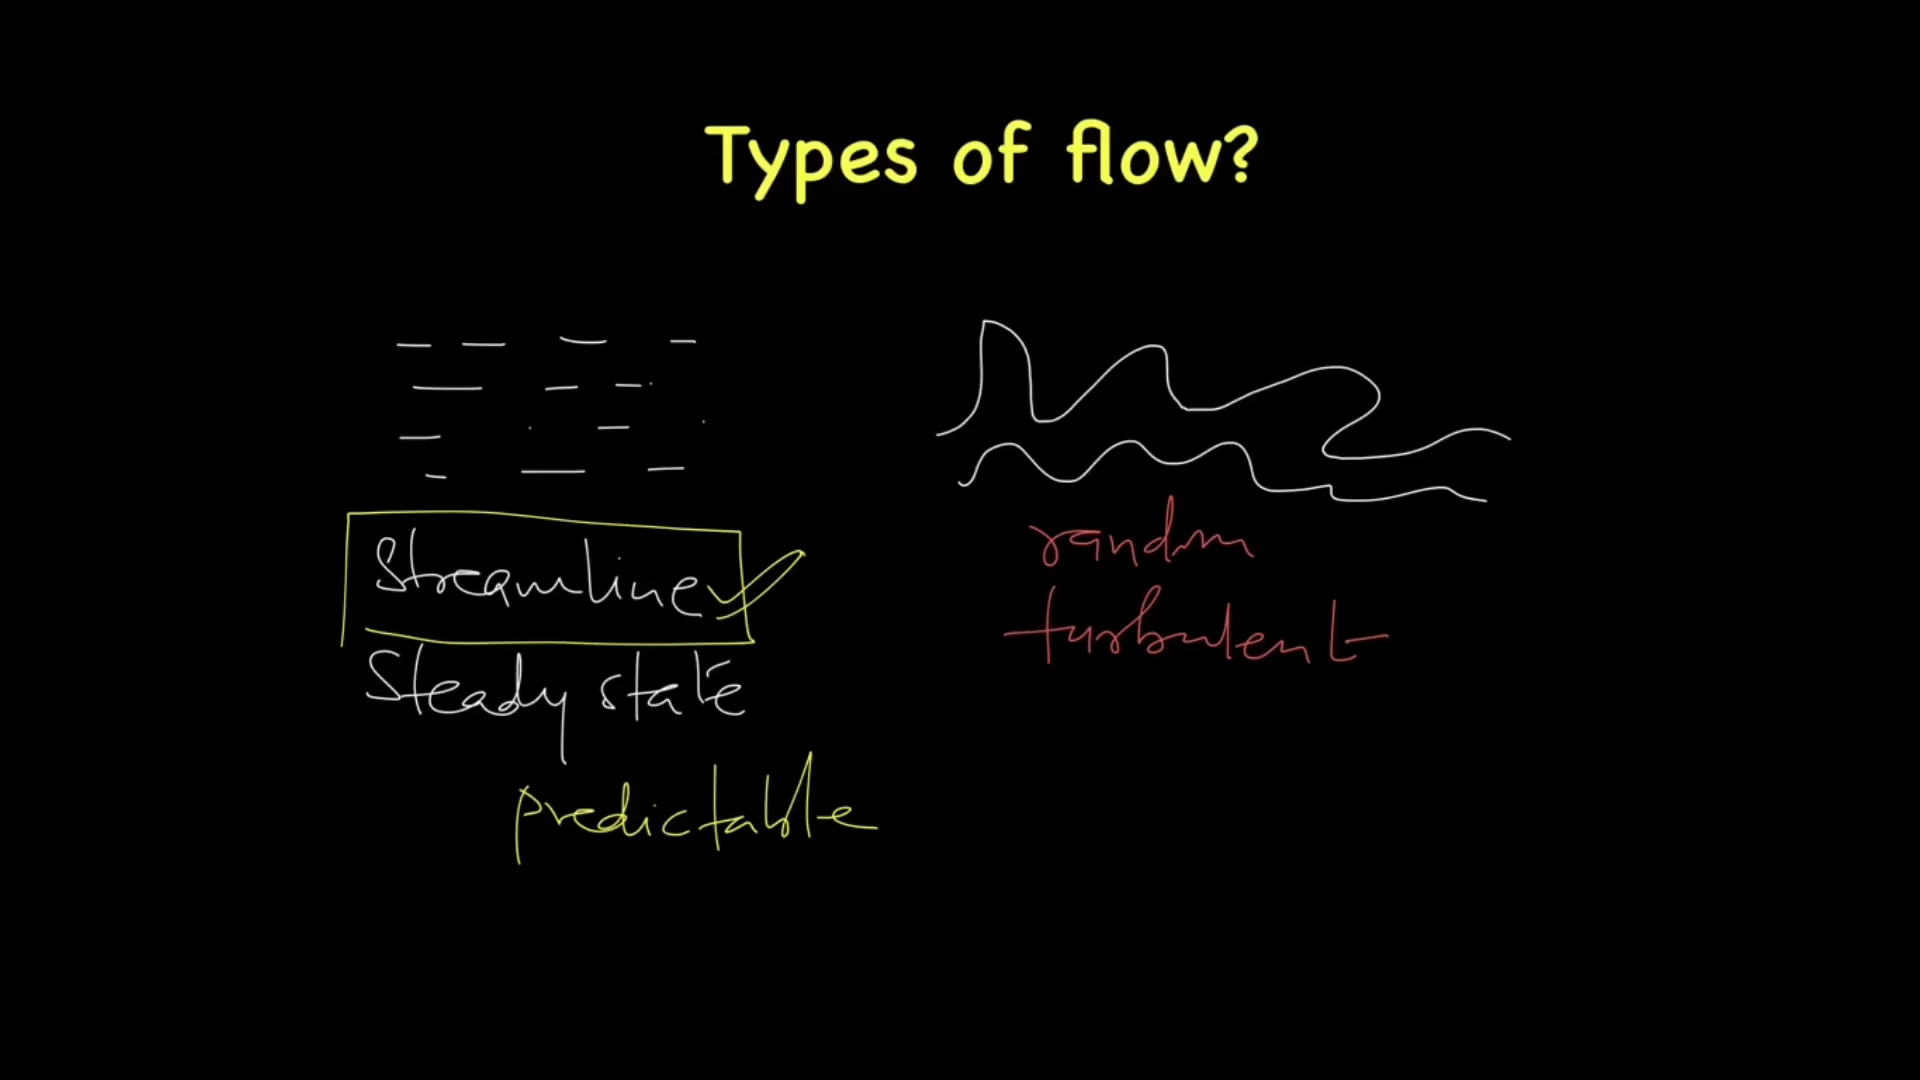 Types of flow?
Streamline
Steady state
predictable
random
turbulent